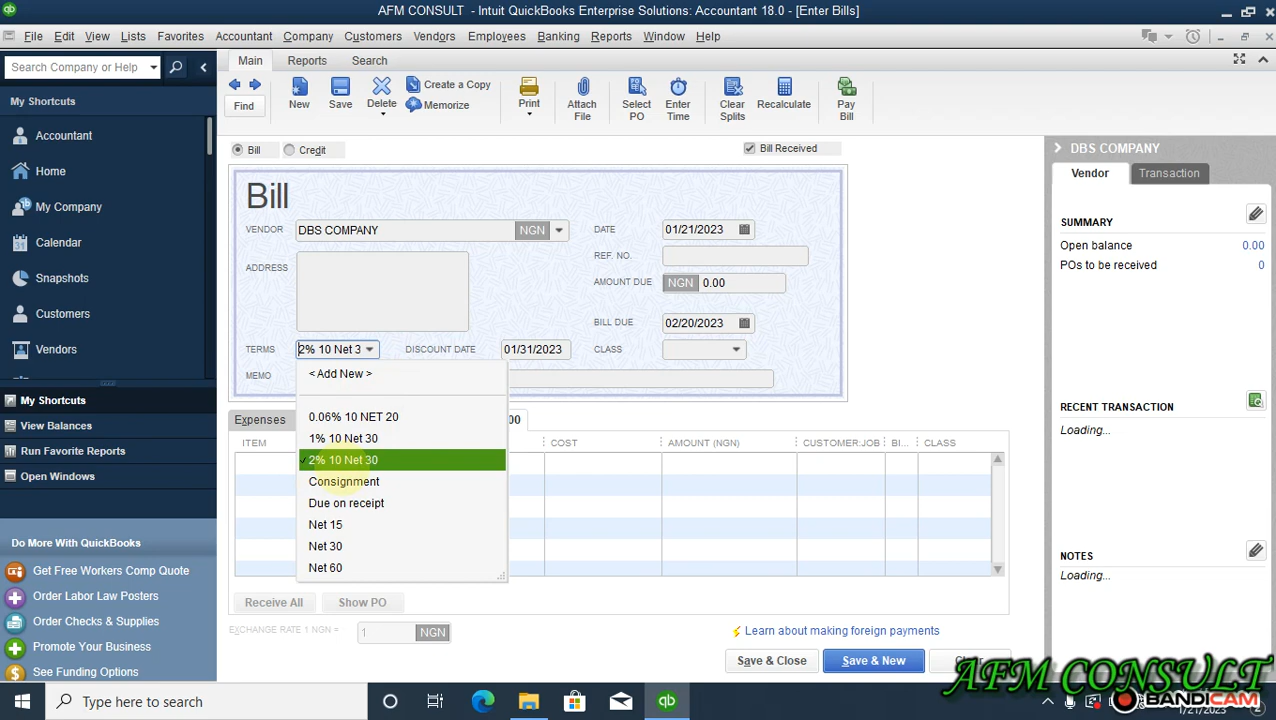 AFM CONSULT - Intuit QuickBooks Enterprise Solutions: Accountant 18.0 - [Enter Bills]
File Edit View Lists Favorites Accountant Company Customers Vendors Employees Banking Reports Window Help
Search Company or Help
Main Reports Search
My Shortcuts
Accountant
Home
My Company
Calendar
Snapshots
Customers
Vendors
My Shortcuts
View Balances
Run Favorite Reports
Open Windows
Do More With QuickBooks
Get Free Workers Comp Quote
Order Labor Law Posters
Order Checks & Supplies
Promote Your Business
See Funding Options
Find
New
Save
Delete
Create a Copy
Memorize
Print
Attach
File
Select
PO
Enter
Time
Clear
Splits
Recalculate
Pay
Bill
Bill Credit Bill Received
Bill
VENDOR DBS COMPANY NGN DATE 01/21/2023
REF. NO.
ADDRESS
AMOUNT DUE NGN 0.00
BILL DUE 02/20/2023
TERMS 2% 10 Net 3 DISCOUNT DATE 01/31/2023 CLASS
MEMO
< Add New >
0.06% 10 NET 20
1% 10 Net 30
2% 10 Net 30
Consignment
Due on receipt
Net 15
Net 30
Net 60
Expenses 00
ITEM COST AMOUNT (NGN) CUSTOMER:JOB BI... CLASS
Receive All Show PO
EXCHANGE RATE 1 NGN = 1 NGN
Learn about making foreign payments
Save & Close Save & New
DBS COMPANY
Vendor Transaction
SUMMARY
Open balance 0.00
POs to be received 0
RECENT TRANSACTION
Loading...
NOTES
Loading...
AFM CONSULT
BANDICAM
Type here to search
1/21/2023
2